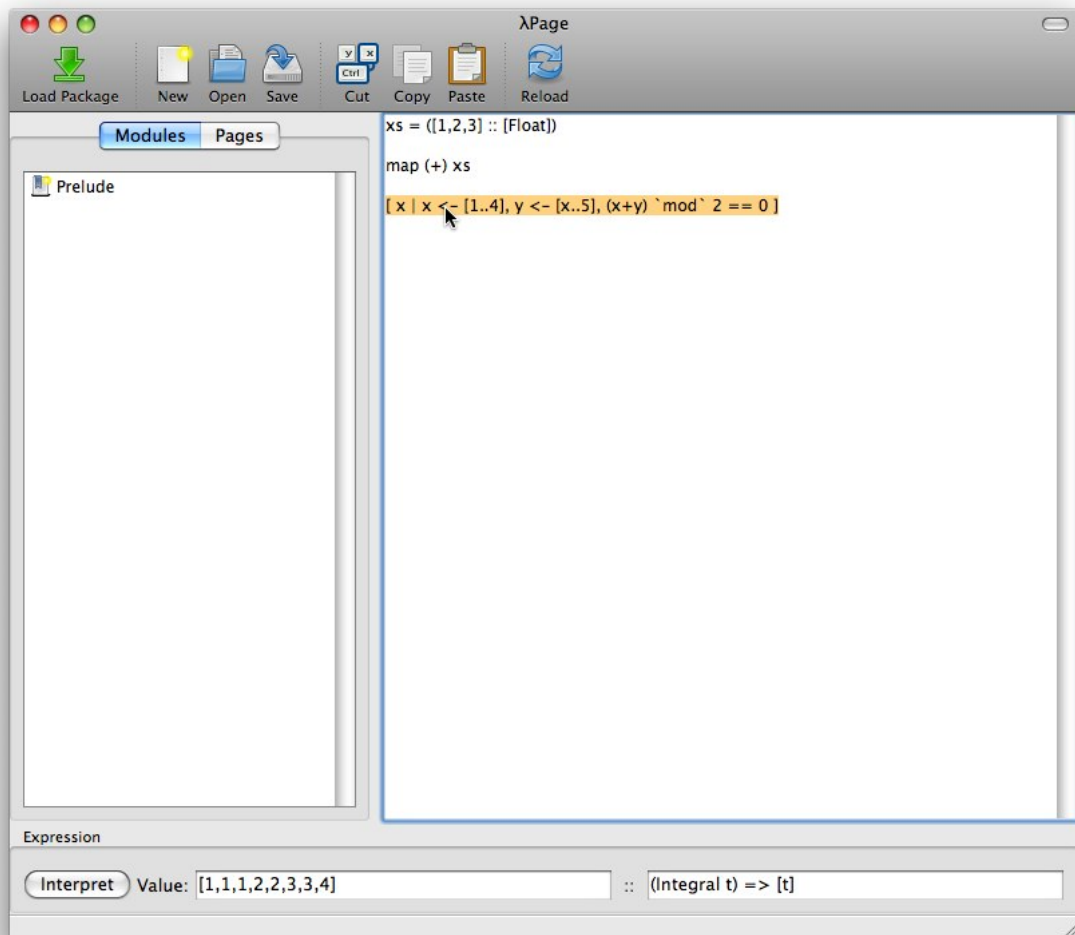 λPage
Load Package New Open Save Cut Copy Paste Reload
y x
Ctrl
Modules Pages
Prelude
xs = ([1,2,3] :: [Float])
map (+) xs
[ x | x <- [1..4], y <- [x..5], (x+y) `mod` 2 == 0 ]
Expression
Interpret Value: [1,1,1,2,2,3,3,4] :: (Integral t) => [t]